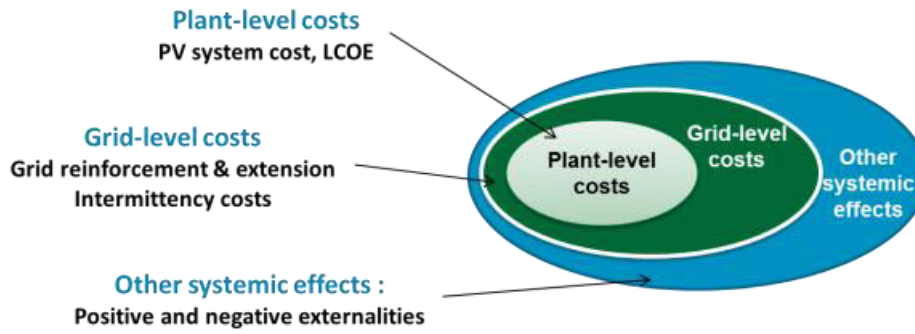 Plant-level costs
PV system cost, LCOE
Grid-level costs
Grid reinforcement & extension
Intermittency costs
Other systemic effects :
Positive and negative externalities
Plant-level
costs
Grid-level
costs
Other
systemic
effects